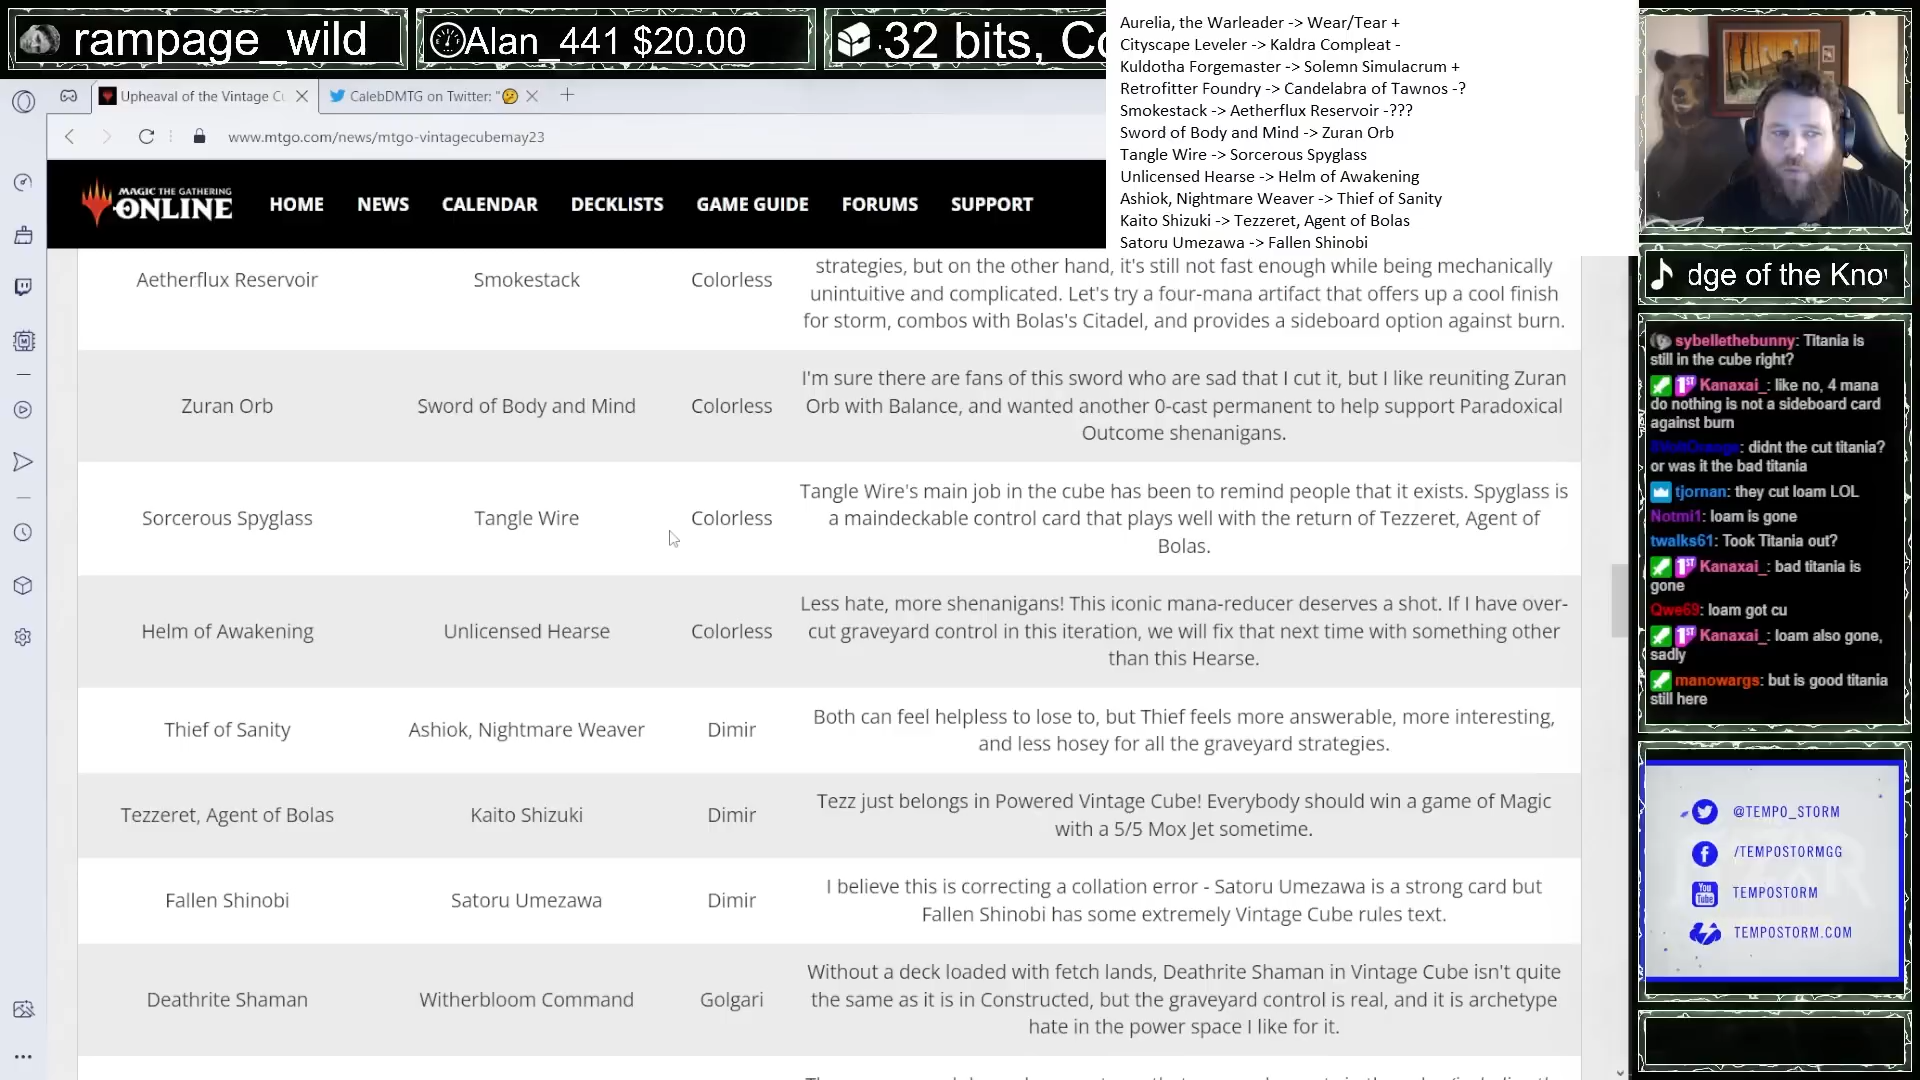 rampage_wild
Alan_441 $20.00
32 bits, Co
Aurelia, the Warleader -> Wear/Tear +
Cityscape Leveler -> Kaldra Compleat -
Kuldotha Forgemaster -> Solemn Simulacrum +
Retrofitter Foundry -> Candelabra of Tawnos -?
Smokestack -> Aetherflux Reservoir -???
Sword of Body and Mind -> Zuran Orb
Tangle Wire -> Sorcerous Spyglass
Unlicensed Hearse -> Helm of Awakening
Ashiok, Nightmare Weaver -> Thief of Sanity
Kaito Shizuki -> Tezzeret, Agent of Bolas
Satoru Umezawa -> Fallen Shinobi
Upheaval of the Vintage Cu
CalebDMTG on Twitter: "
www.mtgo.com/news/mtgo-vintagecubemay23
MAGIC THE GATHERING
ONLINE
HOME NEWS CALENDAR DECKLISTS GAME GUIDE FORUMS SUPPORT
Aetherflux Reservoir Smokestack Colorless
strategies, but on the other hand, it's still not fast enough while being mechanically
unintuitive and complicated. Let's try a four-mana artifact that offers up a cool finish
for storm, combos with Bolas's Citadel, and provides a sideboard option against burn.
Zuran Orb Sword of Body and Mind Colorless
I'm sure there are fans of this sword who are sad that I cut it, but I like reuniting Zuran
Orb with Balance, and wanted another 0-cast permanent to help support Paradoxical
Outcome shenanigans.
Sorcerous Spyglass Tangle Wire Colorless
Tangle Wire's main job in the cube has been to remind people that it exists. Spyglass is
a maindeckable control card that plays well with the return of Tezzeret, Agent of
Bolas.
Helm of Awakening Unlicensed Hearse Colorless
Less hate, more shenanigans! This iconic mana-reducer deserves a shot. If I have over-
cut graveyard control in this iteration, we will fix that next time with something other
than this Hearse.
Thief of Sanity Ashiok, Nightmare Weaver Dimir
Both can feel helpless to lose to, but Thief feels more answerable, more interesting,
and less hosey for all the graveyard strategies.
Tezzeret, Agent of Bolas Kaito Shizuki Dimir
Tezz just belongs in Powered Vintage Cube! Everybody should win a game of Magic
with a 5/5 Mox Jet sometime.
Fallen Shinobi Satoru Umezawa Dimir
I believe this is correcting a collation error - Satoru Umezawa is a strong card but
Fallen Shinobi has some extremely Vintage Cube rules text.
Deathrite Shaman Witherbloom Command Golgari
Without a deck loaded with fetch lands, Deathrite Shaman in Vintage Cube isn't quite
the same as it is in Constructed, but the graveyard control is real, and it is archetype
hate in the power space I like for it.
dge of the Kno
sybellethebunny: Titania is
still in the cube right?
Kanaxai_: like no, 4 mana
do nothing is not a sideboard card
against burn
: didnt the cut titania?
or was it the bad titania
tjornan: they cut loam LOL
Notmi1: loam is gone
twalks61: Took Titania out?
Kanaxai_: bad titania is
gone
Qwe69: loam got cu
Kanaxai_: loam also gone,
sadly
manowargs: but is good titania
still here
@TEMPO_STORM
/TEMPOSTORMGG
You
Tube
TEMPOSTORM
TEMPOSTORM.COM